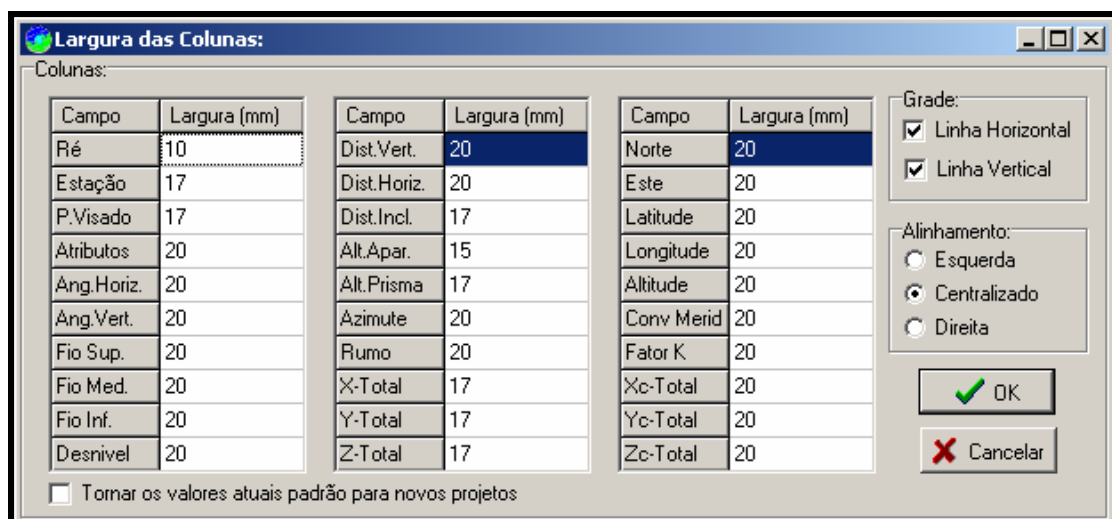 Largura das Colunas:
Colunas:
Campo Largura (mm)
Ré 10
Estação 17
P.Visado 17
Atributos 20
Ang.Horiz. 20
Ang.Vert. 20
Fio Sup. 20
Fio Med. 20
Fio Inf. 20
Desnivel 20
Campo Largura (mm)
Dist.Vert. 20
Dist.Horiz. 20
Dist.Incl. 17
Alt.Apar. 15
Alt.Prisma 17
Azimute 20
Rumo 20
X-Total 17
Y-Total 17
Z-Total 17
Campo Largura (mm)
Norte 20
Este 20
Latitude 20
Longitude 20
Altitude 20
Conv Merid 20
Fator K 20
Xc-Total 20
Yc-Total 20
Zc-Total 20
Grade:
Linha Horizontal
Linha Vertical
Alinhamento:
Esquerda
Centralizado
Direita
OK
Cancelar
Tornar os valores atuais padrão para novos projetos